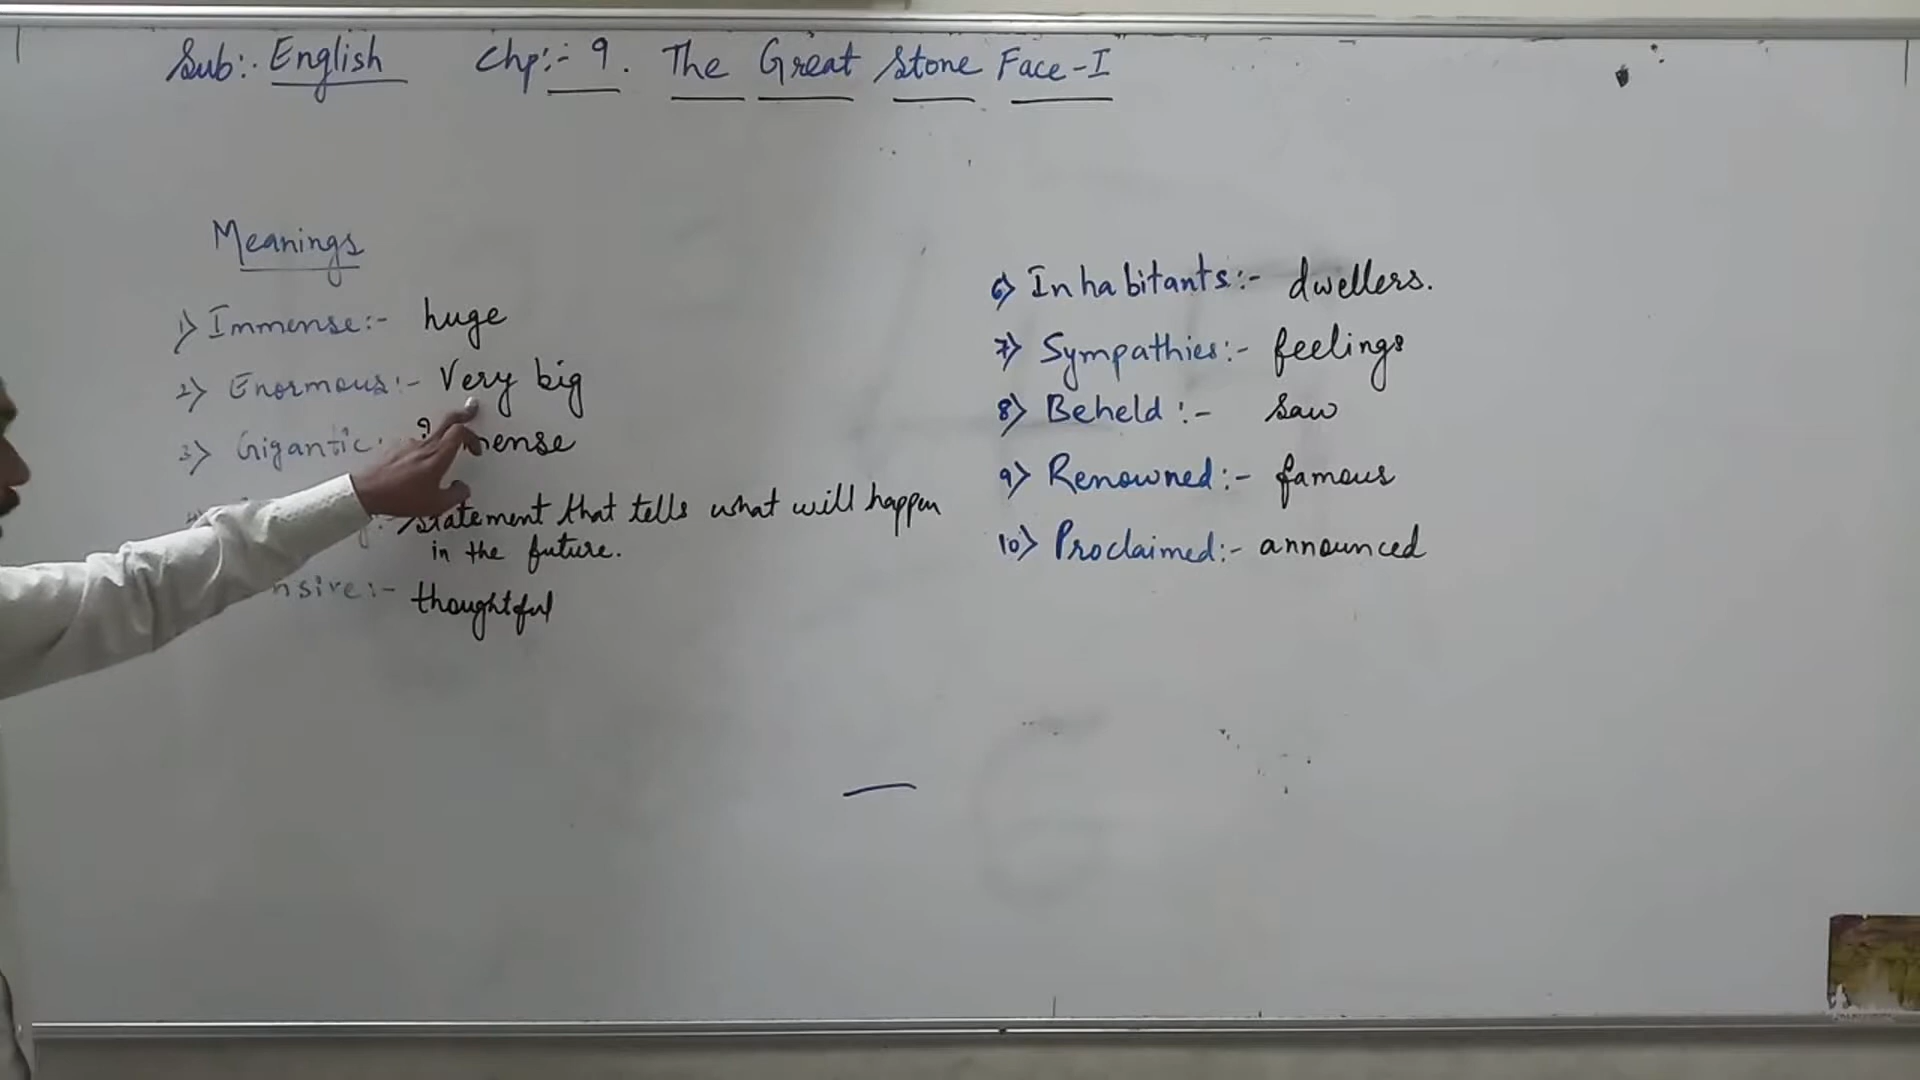 Sub:- English Chp:- 9. The Great Stone Face-I
Meanings
1) Immense:- huge
2) Enormous:- Very big
3) Gigantic:
Statement that tells what will happen
in the future.
thoughtful
6) Inhabitants:- dwellers.
7) Sympathies:- feelings
8) Beheld:- saw
9) Renowned:- famous
10) Proclaimed:- announced